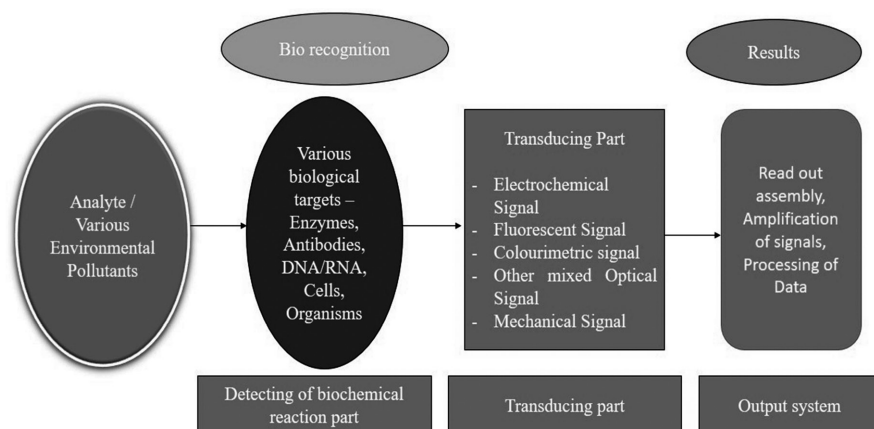 Bio recognition
Results
Analyte /
Various
Environmental
Pollutants
Various
biological
targets –
Enzymes,
Antibodies,
DNA/RNA,
Cells,
Organisms
Transducing Part
- Electrochemical
Signal
- Fluorescent Signal
- Colourimetric signal
- Other mixed Optical
Signal
- Mechanical Signal
Read out
assembly,
Amplification
of signals,
Processing of
Data
Detecting of biochemical
reaction part
Transducing part
Output system